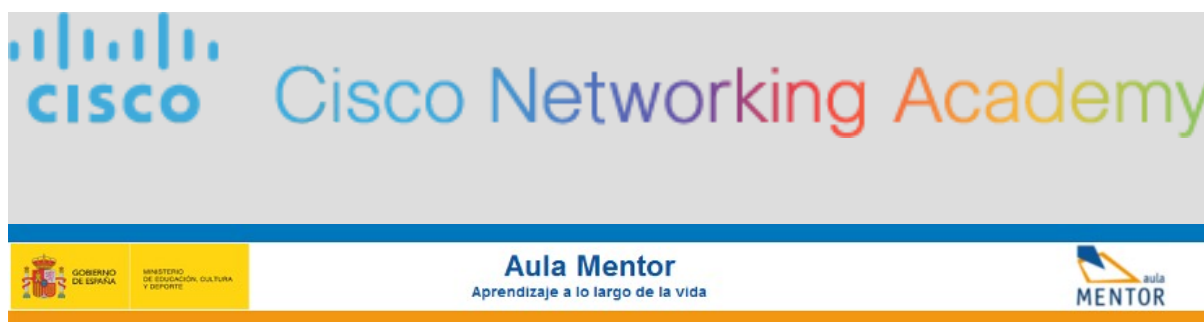 CISCO Cisco Networking Academy
GOBIERNO
DE ESPAÑA
MINISTERIO
DE EDUCACIÓN, CULTURA
Y DEPORTE
Aula Mentor
Aprendizaje a lo largo de la vida
aula
MENTOR